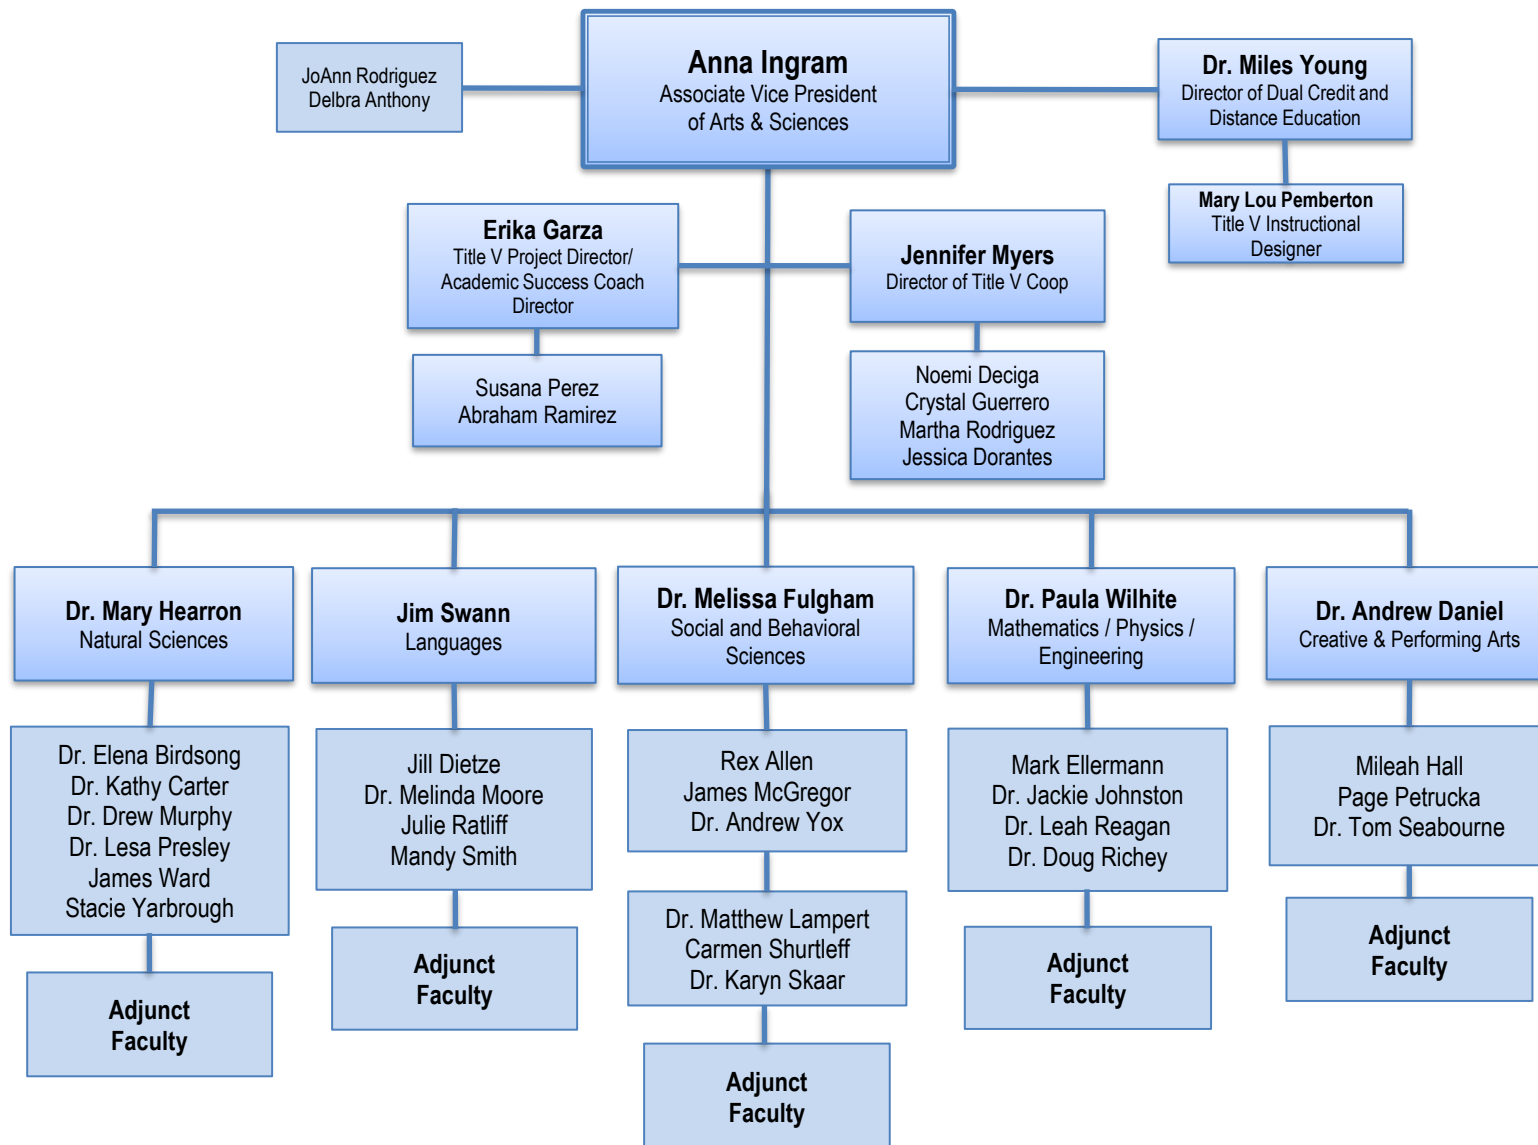 Anna Ingram
Associate Vice President
of Arts & Sciences
JoAnn Rodriguez
Delbra Anthony
Dr. Miles Young
Director of Dual Credit and
Distance Education
Mary Lou Pemberton
Title V Instructional
Designer
Erika Garza
Title V Project Director/
Academic Success Coach
Director
Jennifer Myers
Director of Title V Coop
Susana Perez
Abraham Ramirez
Noemi Deciga
Crystal Guerrero
Martha Rodriguez
Jessica Dorantes
Dr. Mary Hearron
Natural Sciences
Dr. Elena Birdsong
Dr. Kathy Carter
Dr. Drew Murphy
Dr. Lesa Presley
James Ward
Stacie Yarbrough
Adjunct
Faculty
Jim Swann
Languages
Jill Dietze
Dr. Melinda Moore
Julie Ratliff
Mandy Smith
Adjunct
Faculty
Dr. Melissa Fulgham
Social and Behavioral
Sciences
Rex Allen
James McGregor
Dr. Andrew Yox
Dr. Matthew Lampert
Carmen Shurtleff
Dr. Karyn Skaar
Adjunct
Faculty
Dr. Paula Wilhite
Mathematics / Physics /
Engineering
Mark Ellermann
Dr. Jackie Johnston
Dr. Leah Reagan
Dr. Doug Richey
Adjunct
Faculty
Dr. Andrew Daniel
Creative & Performing Arts
Mileah Hall
Page Petrucka
Dr. Tom Seabourne
Adjunct
Faculty